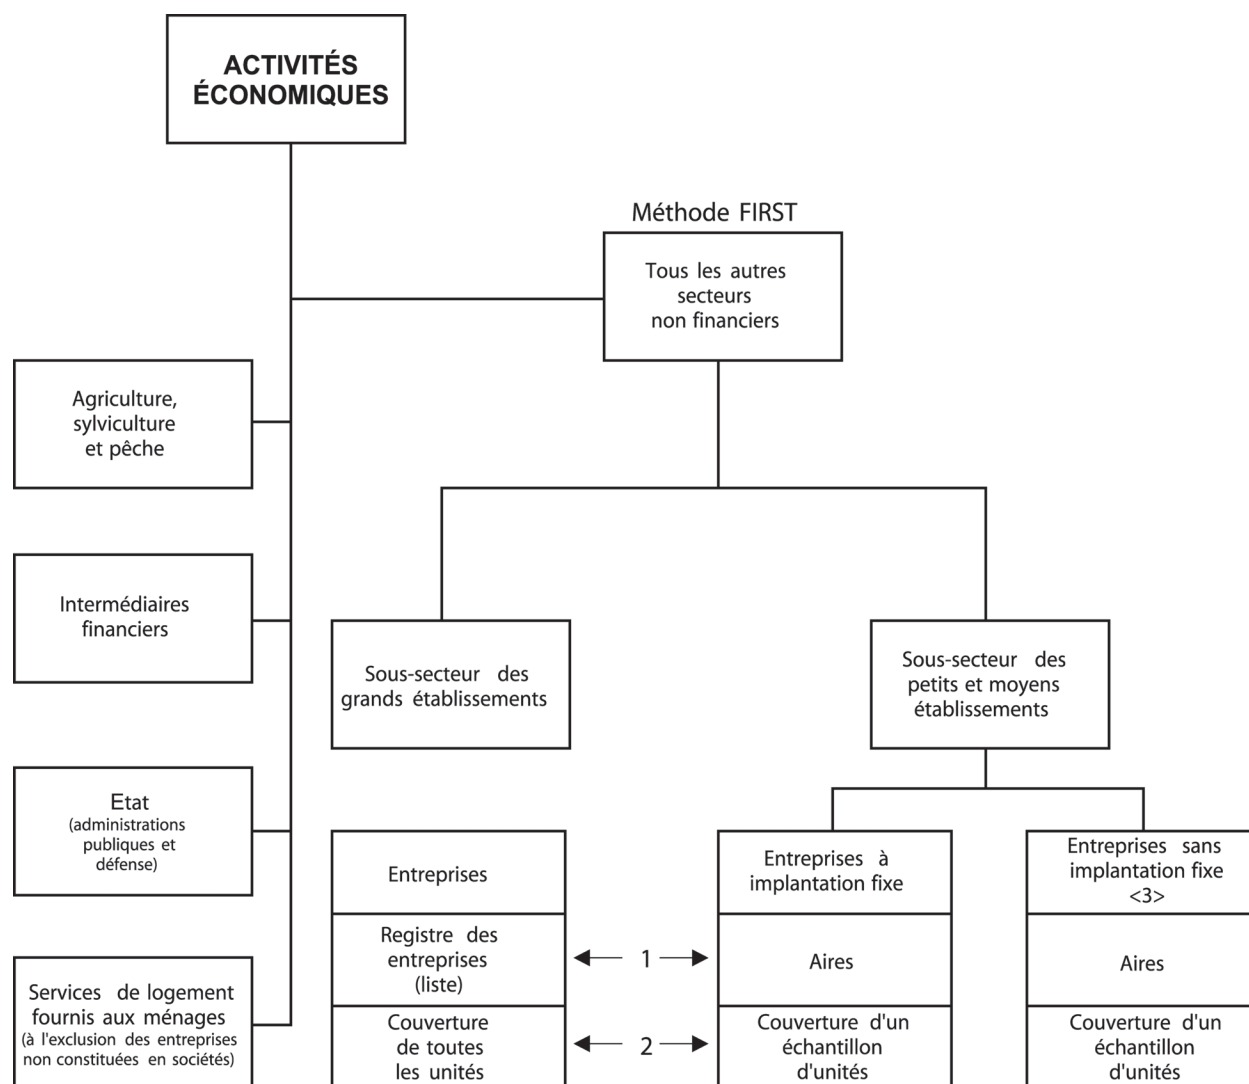 ACTIVITÉS
ÉCONOMIQUES
Méthode FIRST
Tous les autres
secteurs
non financiers
Agriculture,
sylviculture
et pêche
Intermédiaires
financiers
Sous-secteur des
grands établissements
Sous-secteur des
petits et moyens
établissements
Etat
(administrations
publiques et
défense)
Entreprises
Entreprises à
implantation fixe
Entreprises sans
implantation fixe
<3>
Registre des
entreprises
(liste)
1
Aires
Aires
Services de logement
fournis aux ménages
(à l'exclusion des entreprises
non constituées en sociétés)
Couverture
de toutes
les unités
2
Couverture d'un
échantillon
d'unités
Couverture d'un
échantillon
d'unités